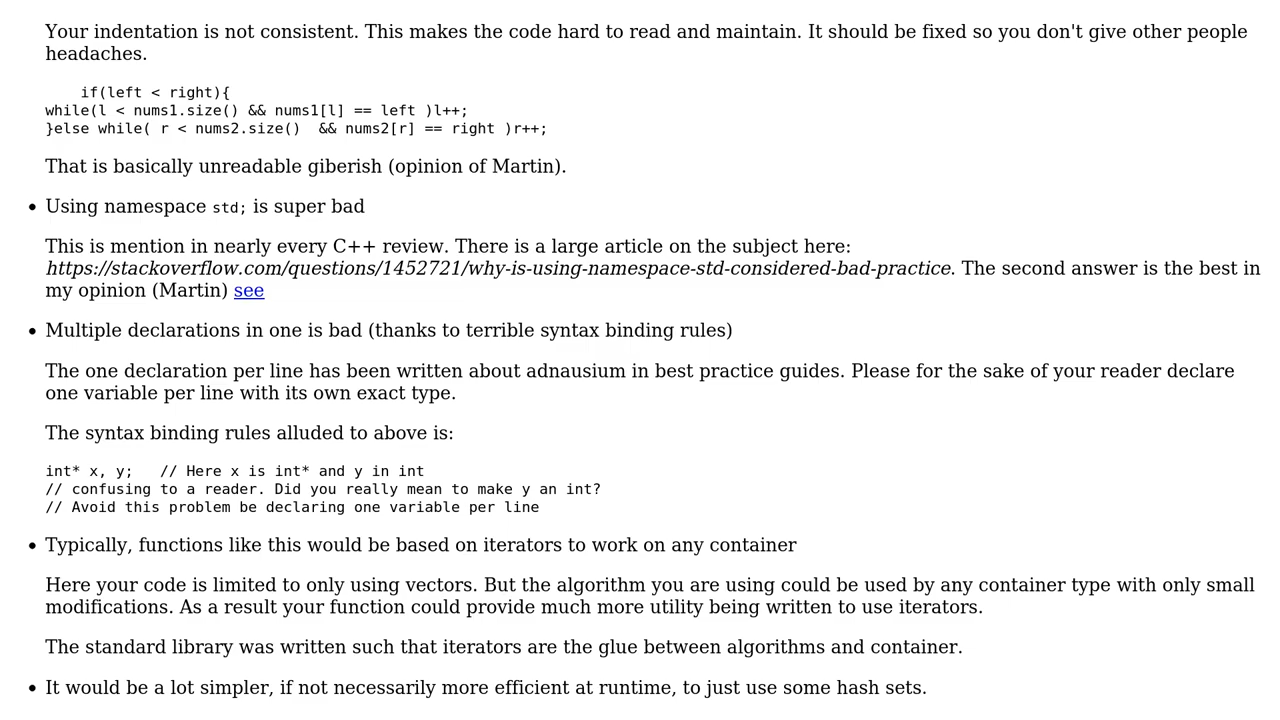 Your indentation is not consistent. This makes the code hard to read and maintain. It should be fixed so you don't give other people
headaches.
    if(left < right){
while(l < nums1.size() && nums1[l] == left )l++;
}else while( r < nums2.size()  && nums2[r] == right )r++;
That is basically unreadable giberish (opinion of Martin).
• Using namespace std; is super bad
This is mention in nearly every C++ review. There is a large article on the subject here:
https://stackoverflow.com/questions/1452721/why-is-using-namespace-std-considered-bad-practice. The second answer is the best in
my opinion (Martin) see
• Multiple declarations in one is bad (thanks to terrible syntax binding rules)
The one declaration per line has been written about adnausium in best practice guides. Please for the sake of your reader declare
one variable per line with its own exact type.
The syntax binding rules alluded to above is:
int* x, y;   // Here x is int* and y in int
// confusing to a reader. Did you really mean to make y an int?
// Avoid this problem be declaring one variable per line
• Typically, functions like this would be based on iterators to work on any container
Here your code is limited to only using vectors. But the algorithm you are using could be used by any container type with only small
modifications. As a result your function could provide much more utility being written to use iterators.
The standard library was written such that iterators are the glue between algorithms and container.
• It would be a lot simpler, if not necessarily more efficient at runtime, to just use some hash sets.